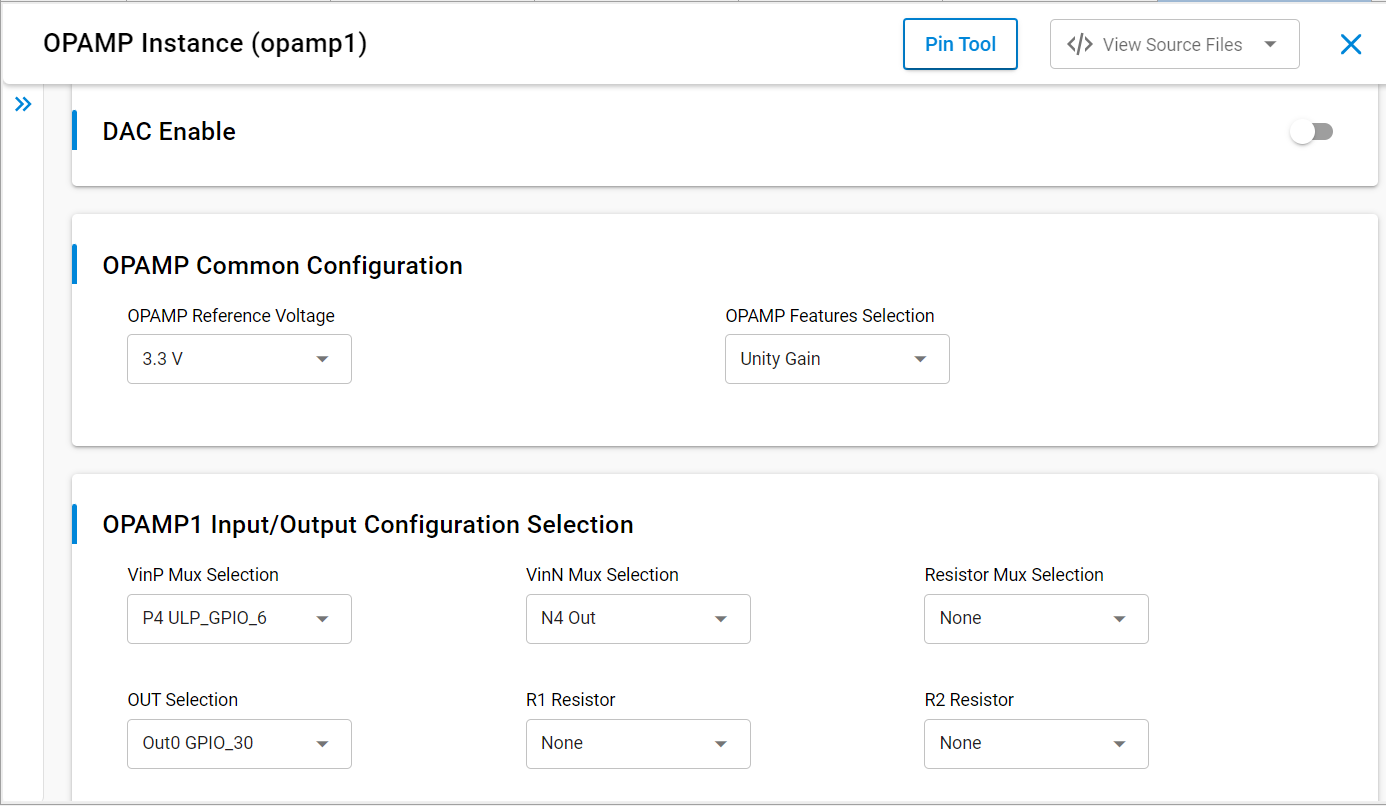 OPAMP Instance (opamp1)
Pin Tool
</> View Source Files
DAC Enable
OPAMP Common Configuration
OPAMP Reference Voltage
OPAMP Features Selection
3.3 V
Unity Gain
OPAMP1 Input/Output Configuration Selection
VinP Mux Selection
VinN Mux Selection
Resistor Mux Selection
P4 ULP_GPIO_6
N4 Out
None
OUT Selection
R1 Resistor
R2 Resistor
Out0 GPIO_30
None
None